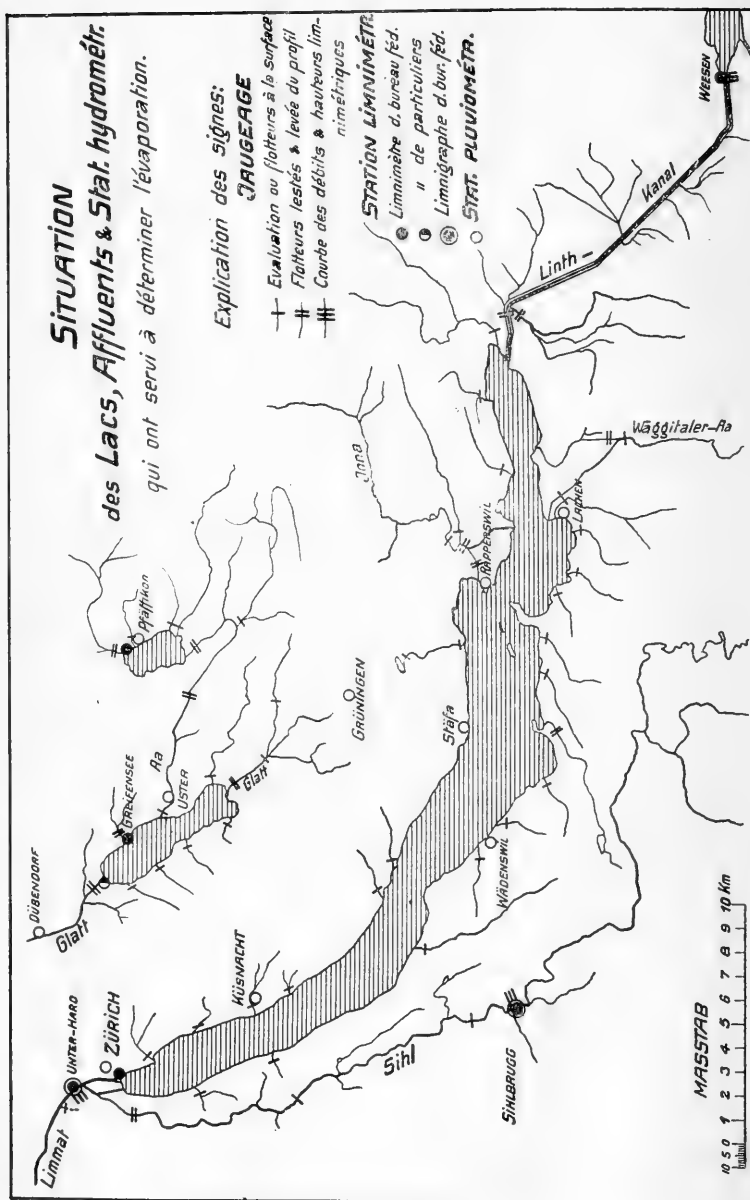 SITUATION
des Lacs, Affluents & Stat. hydrométr.
qui ont servi à déterminer l'évaporation.
Explication des signes:
JAUGEAGE
Evaluation ou flotteurs à la surface
Flotteurs lestés & levée du profil
Courbe des débits & hauteurs lim-
nimétriques
STATION LIMNIMÉTR.
Limnimètre d. bureau féd.
" de particuliers
Limnigraphe d. bur. féd.
STAT. PLUVIOMÉTR.
DÜBENDORF
Glatt
GREIFENSEE
Aa
USTER
Glatt
Pfäffikon
GRÜNINGEN
Limmat
UNTER-HARD
ZÜRICH
KÜSNACHT
Stäfa
RAPPERSWIL
Jona
Linth-
Kanal
WEESEN
Sihl
SIHLBRUGG
WÄDENSWIL
LACHEN
Wäggitaler-Aa
MASSTAB
10 5 0 1 2 3 4 5 6 7 8 9 10 Km